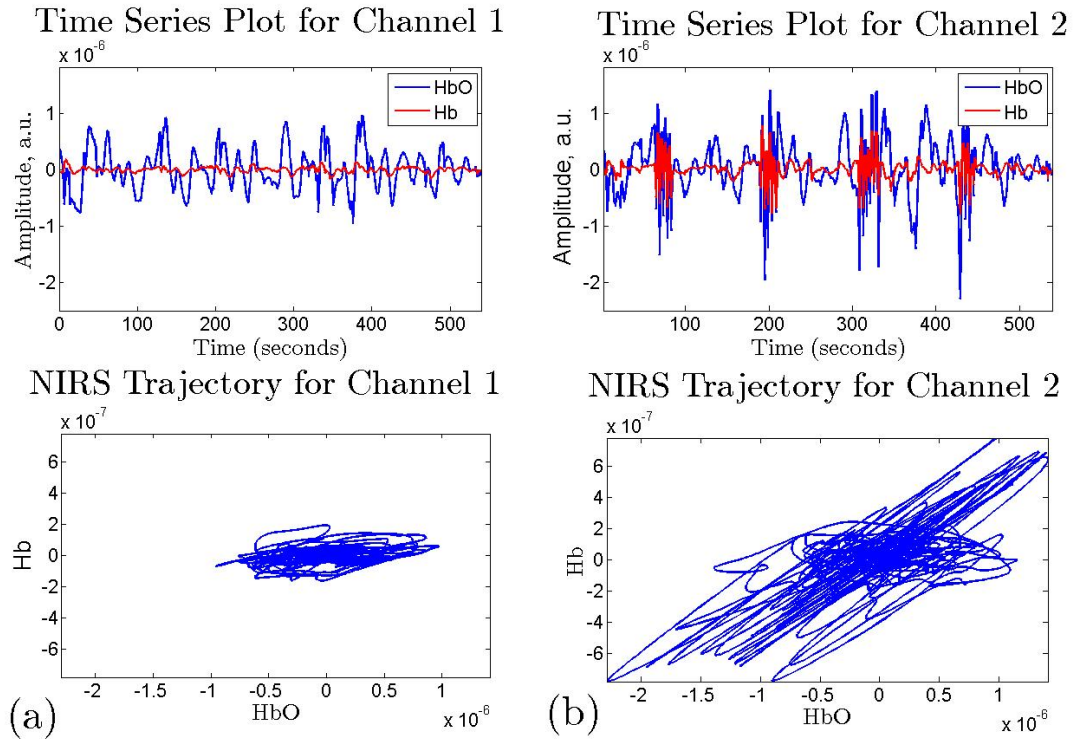 Time Series Plot for Channel 1
x 10-6
HbO
Hb
1
0
-1
-2
Amplitude, a.u.
0 100 200 300 400 500
Time (seconds)
Time Series Plot for Channel 2
x 10-6
HbO
Hb
1
0
-1
-2
Amplitude, a.u.
100 200 300 400 500
Time (seconds)
NIRS Trajectory for Channel 1
x 10-7
6
4
2
0
-2
-4
-6
Hb
-2 -1.5 -1 -0.5 0 0.5 1
HbO
x 10-6
(a)
NIRS Trajectory for Channel 2
x 10-7
6
4
2
0
-2
-4
-6
Hb
-2 -1.5 -1 -0.5 0 0.5 1
HbO
x 10-6
(b)